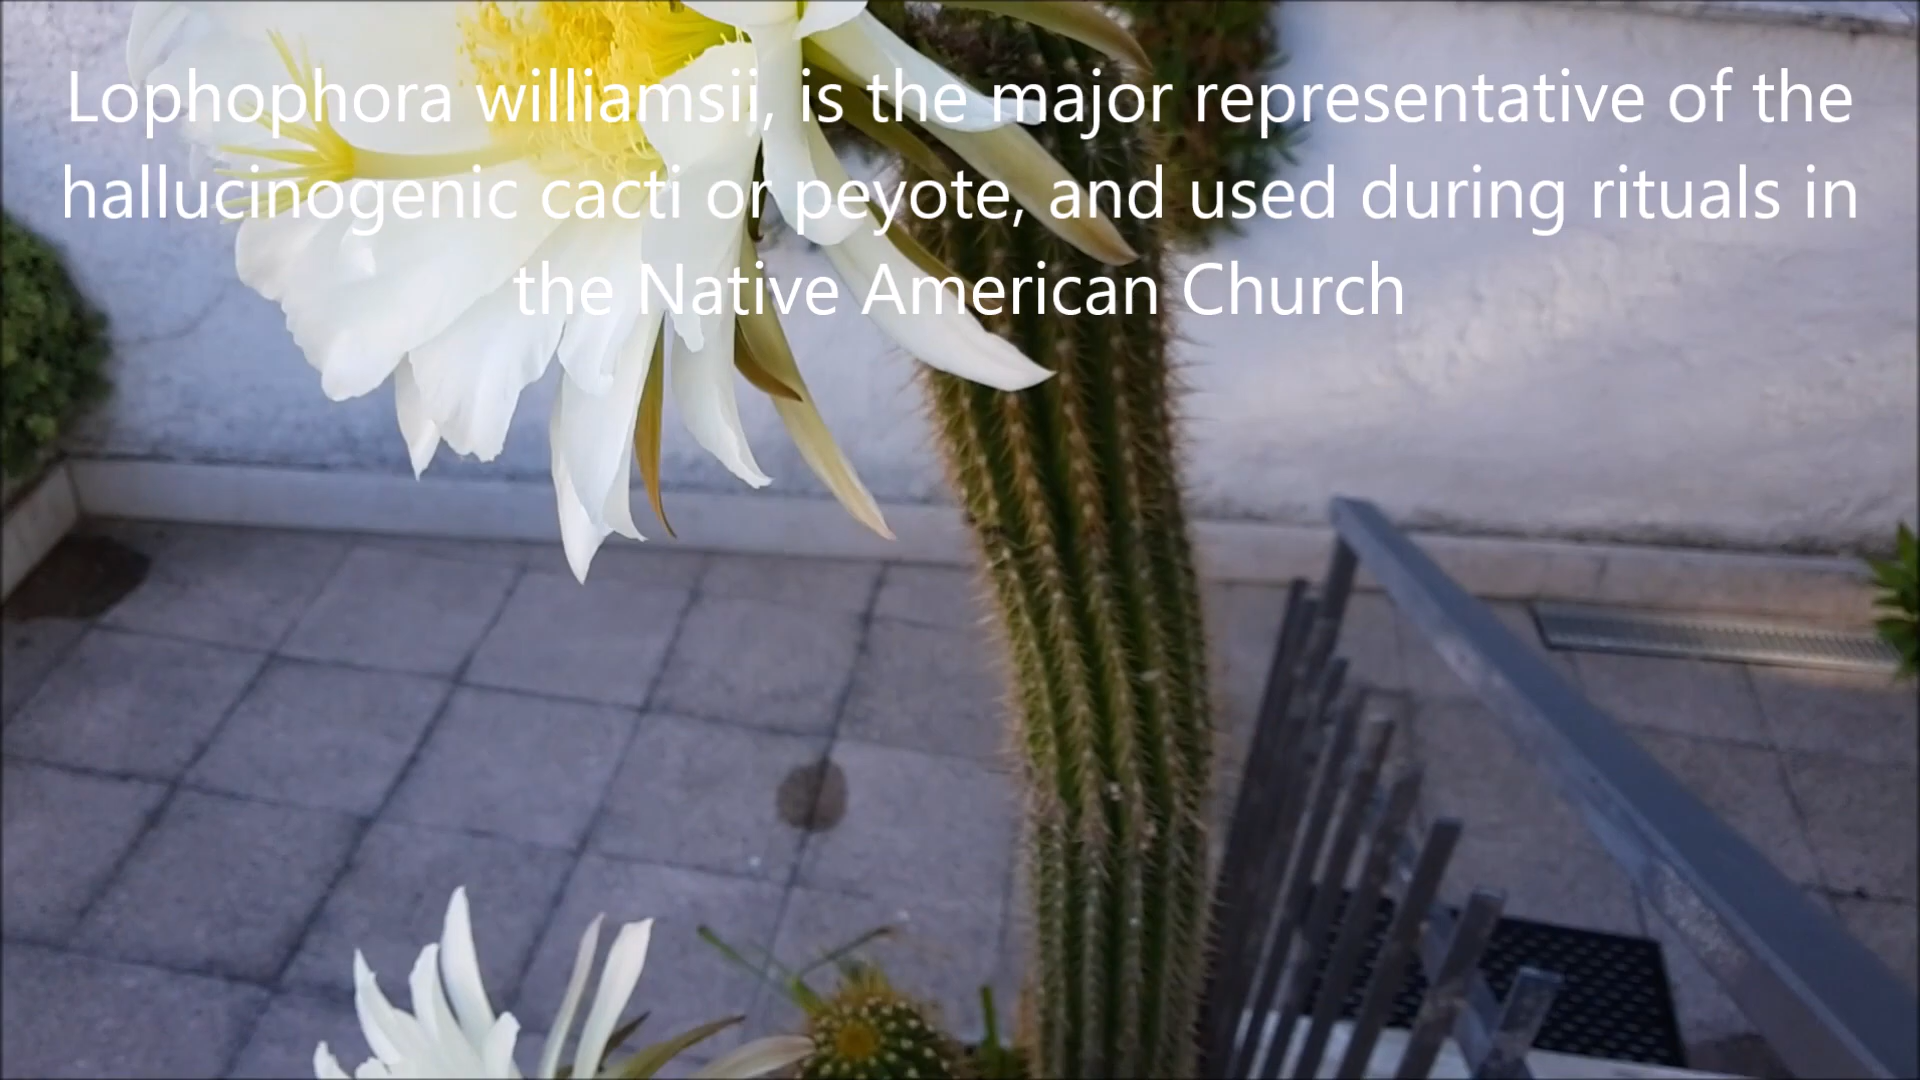 Lophophora williamsii, is the major representative of the
hallucinogenic cacti or peyote, and used during rituals in
the Native American Church